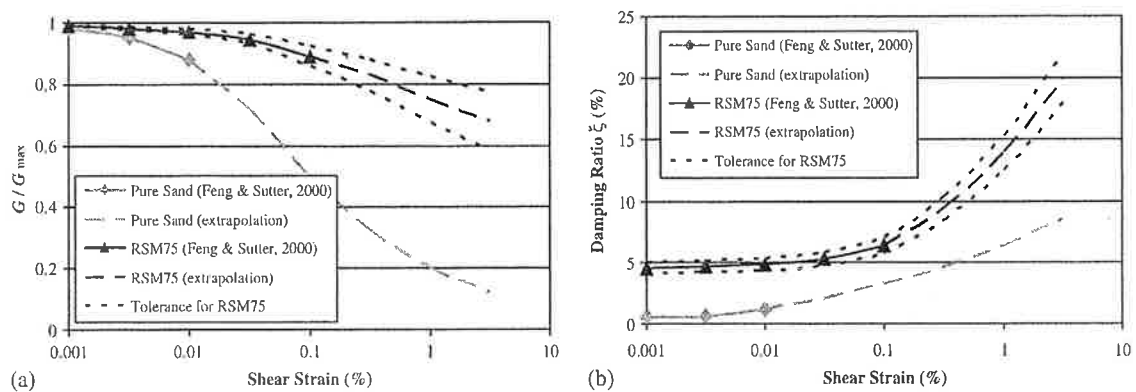 1
0,8
0,6
0,4
0,2
0
G / G max
Pure Sand (Feng & Sutter, 2000)
Pure Sand (extrapolation)
RSM75 (Feng & Sutter, 2000)
RSM75 (extrapolation)
Tolerance for RSM75
0.001 0.01 0.1 1 10
Shear Strain (%)
(a)
25
20
15
10
5
0
Damping Ratio ξ (%)
Pure Sand (Feng & Sutter, 2000)
Pure Sand (extrapolation)
RSM75 (Feng & Sutter, 2000)
RSM75 (extrapolation)
Tolerance for RSM75
0.001 0.01 0.1 1 10
Shear Strain (%)
(b)